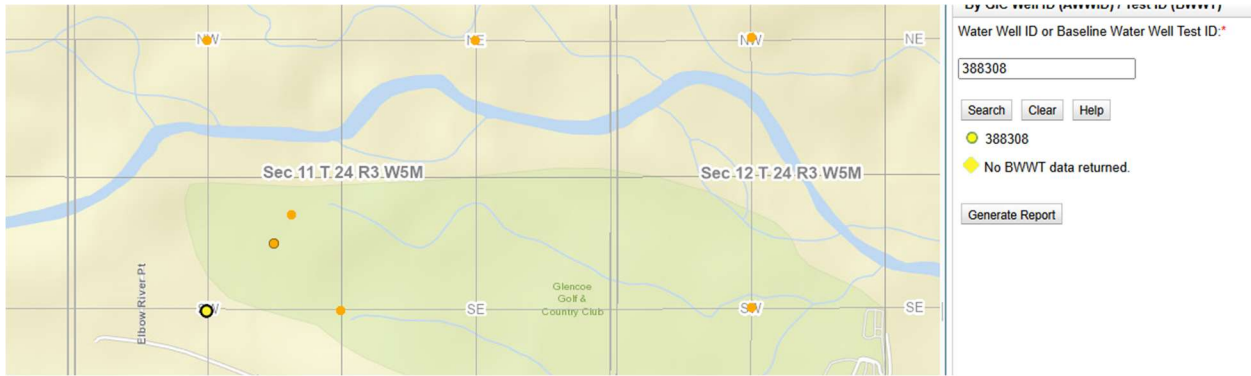 By GIC Well ID (AWWID) / Test ID (BWWT)
Water Well ID or Baseline Water Well Test ID:*
388308
Search Clear Help
388308
No BWWT data returned.
Generate Report
NW NE NW NE
Sec 11 T 24 R3 W5M Sec 12 T 24 R3 W5M
Elbow River Pt
Glencoe
Golf &
Country Club
SW SE SW SE